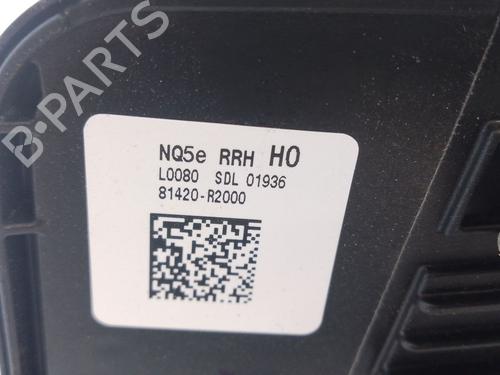 B-PARTS
NQ5e RRH H0
L0080 SDL 01936
81420-R2000